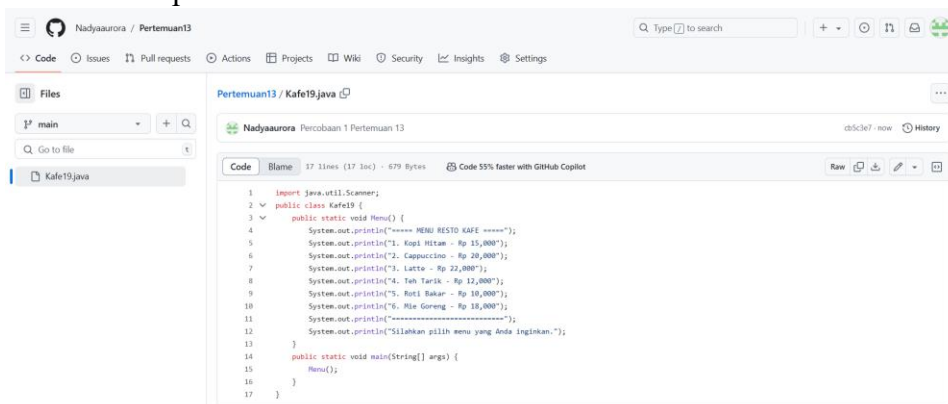 Nadyaaurora / Pertemuan13
Type / to search
Code Issues Pull requests Actions Projects Wiki Security Insights Settings
Files
main
Go to file
t
Kafe19.java
Pertemuan13 / Kafe19.java
Nadyaaurora Percobaan 1 Pertemuan 13
cb5c3e7 · now History
Code Blame 17 lines (17 loc) · 679 Bytes Code 55% faster with GitHub Copilot
Raw
1 import java.util.Scanner;
2 public class Kafe19 {
3 public static void Menu() {
4 System.out.println("===== MENU RESTO KAFE =====");
5 System.out.println("1. Kopi Hitam - Rp 15,000");
6 System.out.println("2. Cappuccino - Rp 20,000");
7 System.out.println("3. Latte - Rp 22,000");
8 System.out.println("4. Teh Tarik - Rp 12,000");
9 System.out.println("5. Roti Bakar - Rp 10,000");
10 System.out.println("6. Mie Goreng - Rp 18,000");
11 System.out.println("===========================");
12 System.out.println("Silahkan pilih menu yang Anda inginkan.");
13 }
14 public static void main(String[] args) {
15 Menu();
16 }
17 }